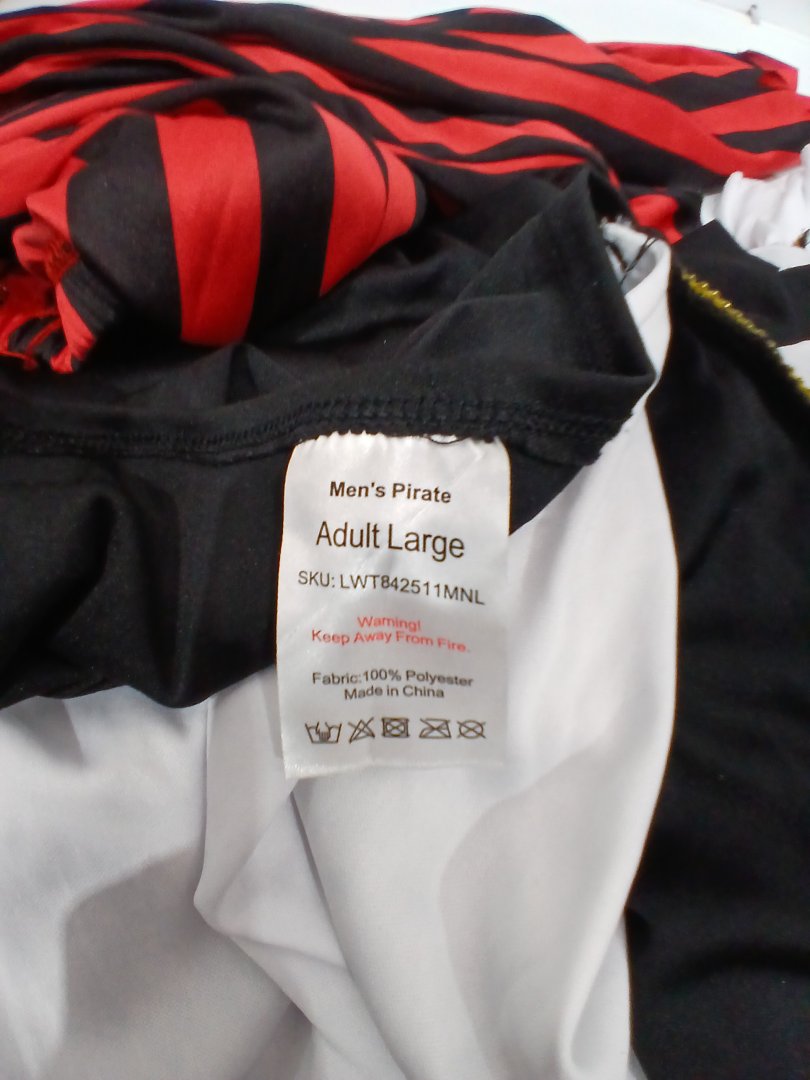 Men's Pirate
Adult Large
SKU: LWT842511MNL
Warning!
Keep Away From Fire.
Fabric:100% Polyester
Made in China